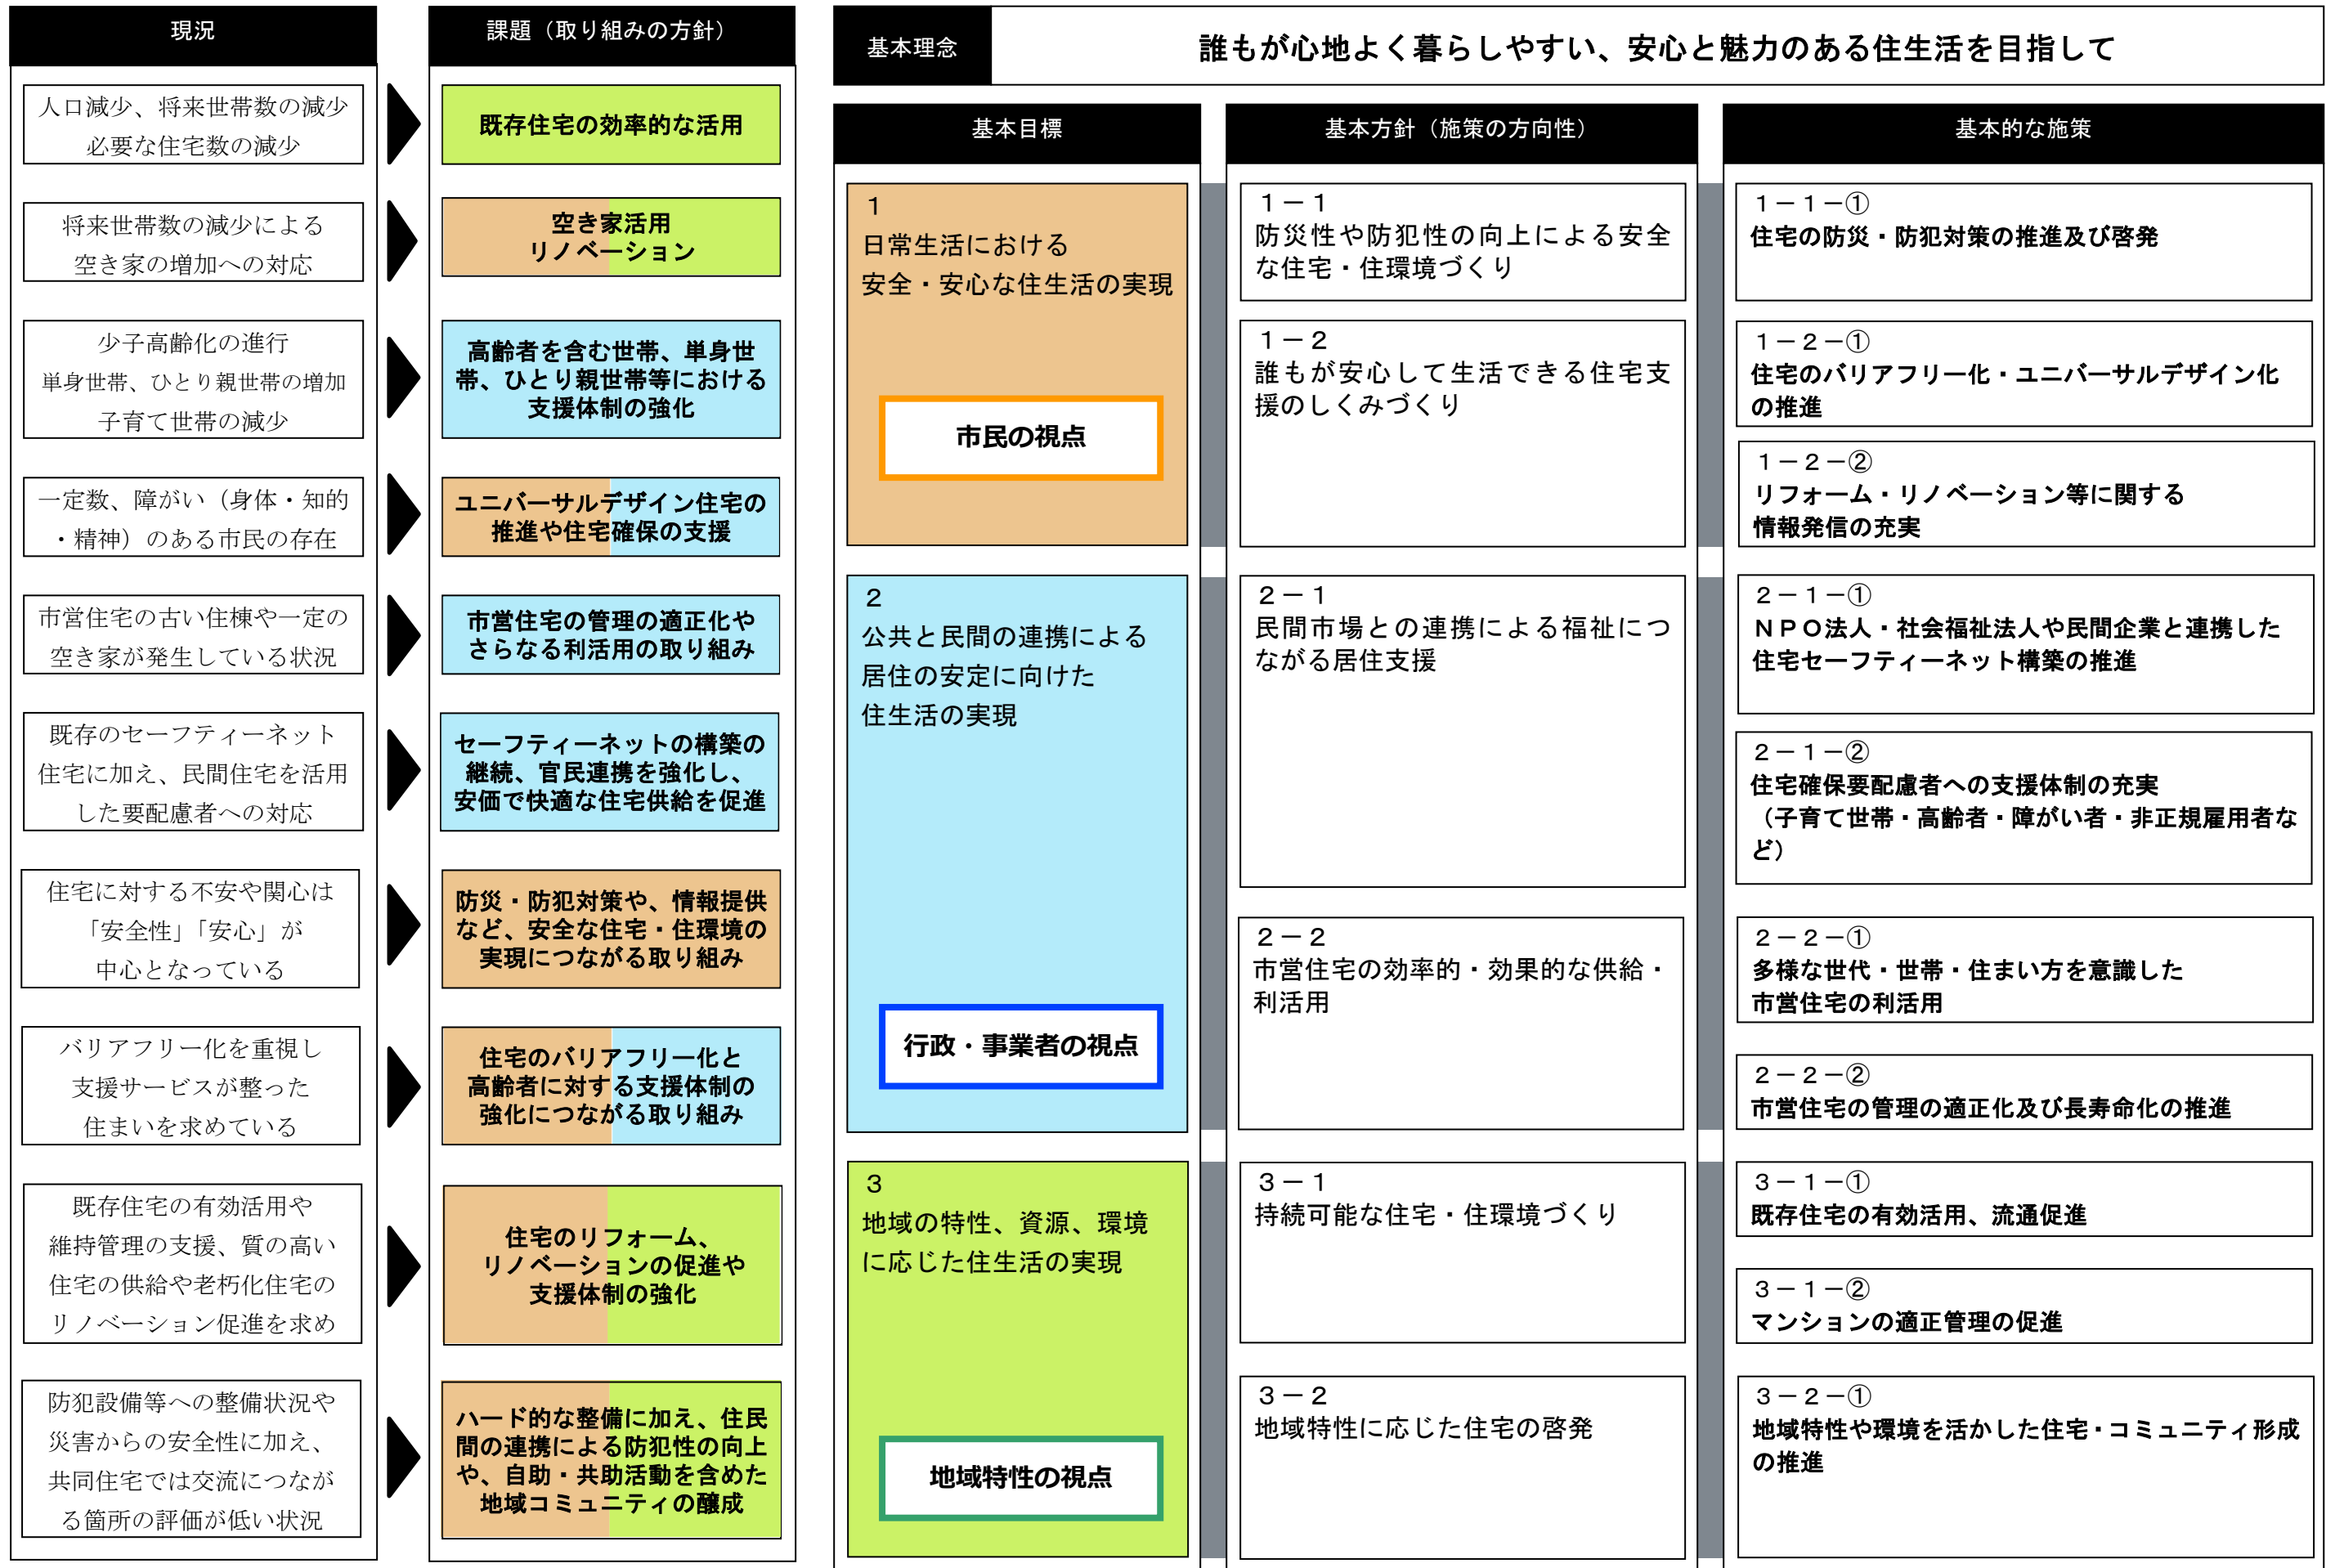 現況
人口減少、将来世帯数の減少
必要な住宅数の減少
将来世帯数の減少による
空き家の増加への対応
少子高齢化の進行
単身世帯、ひとり親世帯の増加
子育て世帯の減少
一定数、障がい（身体・知的
・精神）のある市民の存在
市営住宅の古い住棟や一定の
空き家が発生している状況
既存のセーフティーネット
住宅に加え、民間住宅を活用
した要配慮者への対応
住宅に対する不安や関心は
「安全性」「安心」が
中心となっている
バリアフリー化を重視し
支援サービスが整った
住まいを求めている
既存住宅の有効活用や
維持管理の支援、質の高い
住宅の供給や老朽化住宅の
リノベーション促進を求め
防犯設備等への整備状況や
災害からの安全性に加え、
共同住宅では交流につなが
る箇所の評価が低い状況
課題（取り組みの方針）
既存住宅の効率的な活用
空き家活用
リノベーション
高齢者を含む世帯、単身世
帯、ひとり親世帯等における
支援体制の強化
ユニバーサルデザイン住宅の
推進や住宅確保の支援
市営住宅の管理の適正化や
さらなる利活用の取り組み
セーフティーネットの構築の
継続、官民連携を強化し、
安価で快適な住宅供給を促進
防災・防犯対策や、情報提供
など、安全な住宅・住環境の
実現につながる取り組み
住宅のバリアフリー化と
高齢者に対する支援体制の
強化につながる取り組み
住宅のリフォーム、
リノベーションの促進や
支援体制の強化
ハード的な整備に加え、住民
間の連携による防犯性の向上
や、自助・共助活動を含めた
地域コミュニティの醸成
基本理念
誰もが心地よく暮らしやすい、安心と魅力のある住生活を目指して
基本目標
1
日常生活における
安全・安心な住生活の実現
市民の視点
2
公共と民間の連携による
居住の安定に向けた
住生活の実現
行政・事業者の視点
3
地域の特性、資源、環境
に応じた住生活の実現
地域特性の視点
基本方針（施策の方向性）
1－1
防災性や防犯性の向上による安全
な住宅・住環境づくり
1－2
誰もが安心して生活できる住宅支
援のしくみづくり
2－1
民間市場との連携による福祉につ
ながる居住支援
2－2
市営住宅の効率的・効果的な供給・
利活用
3－1
持続可能な住宅・住環境づくり
3－2
地域特性に応じた住宅の啓発
基本的な施策
1－1－①
住宅の防災・防犯対策の推進及び啓発
1－2－①
住宅のバリアフリー化・ユニバーサルデザイン化
の推進
1－2－②
リフォーム・リノベーション等に関する
情報発信の充実
2－1－①
ＮＰＯ法人・社会福祉法人や民間企業と連携した
住宅セーフティーネット構築の推進
2－1－②
住宅確保要配慮者への支援体制の充実
（子育て世帯・高齢者・障がい者・非正規雇用者な
ど）
2－2－①
多様な世代・世帯・住まい方を意識した
市営住宅の利活用
2－2－②
市営住宅の管理の適正化及び長寿命化の推進
3－1－①
既存住宅の有効活用、流通促進
3－1－②
マンションの適正管理の促進
3－2－①
地域特性や環境を活かした住宅・コミュニティ形成
の推進